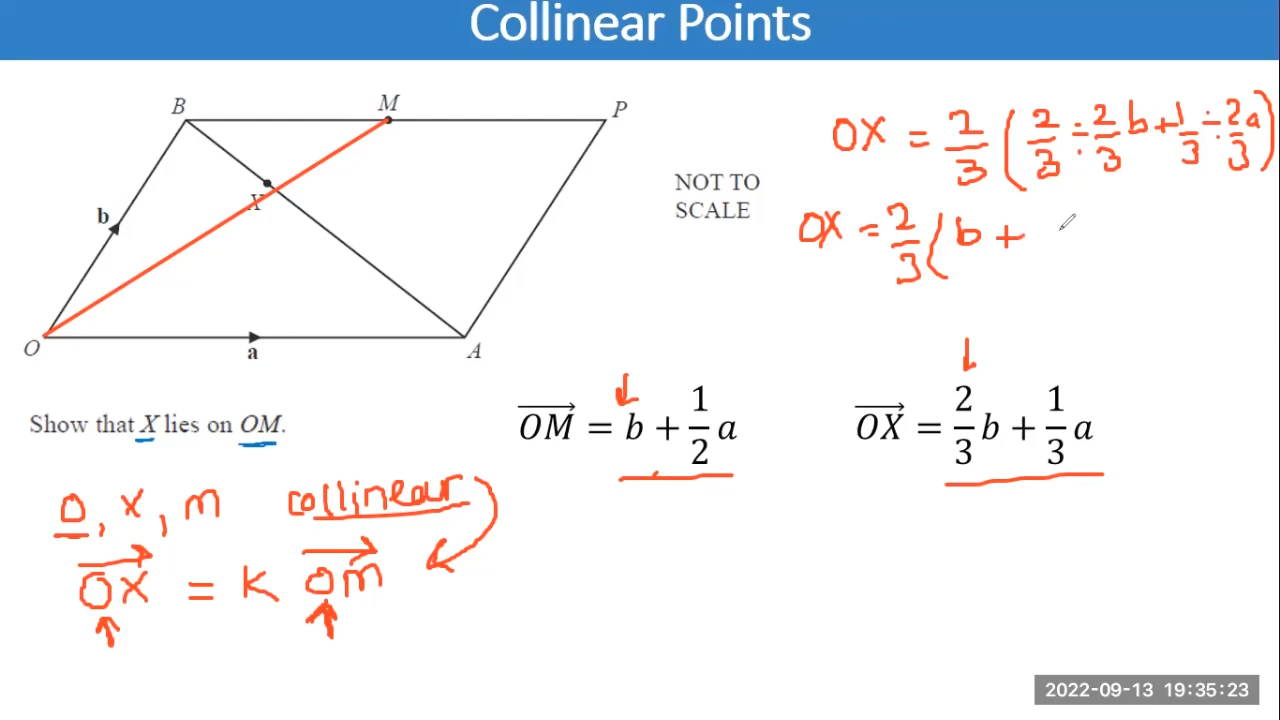 Collinear Points
B
M
P
X
b
O
a
A
NOT TO
SCALE
OX = 2/3 (2/3 ÷ 2/3 b + 1/3 ÷ 2/3 a)
OX = 2/3 (b +
Show that X lies on OM.
OM = b + 1/2 a
OX = 2/3 b + 1/3 a
O, x, m collinear
OX = K OM
2022-09-13 19:35:23